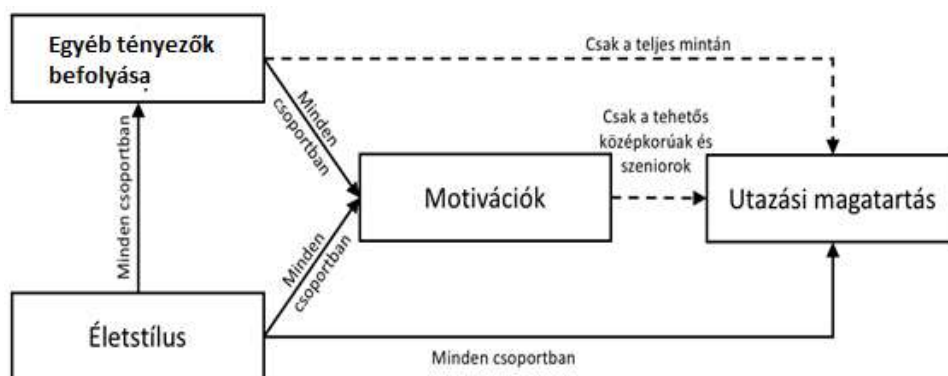 Egyéb tényezők
befolyása
Csak a teljes mintán
Minden
csoportban
Csak a tehetős
középkorúak és
szeniorok
Minden csoportban
Motivációk
Utazási magatartás
Minden
csoportban
Életstílus
Minden csoportban